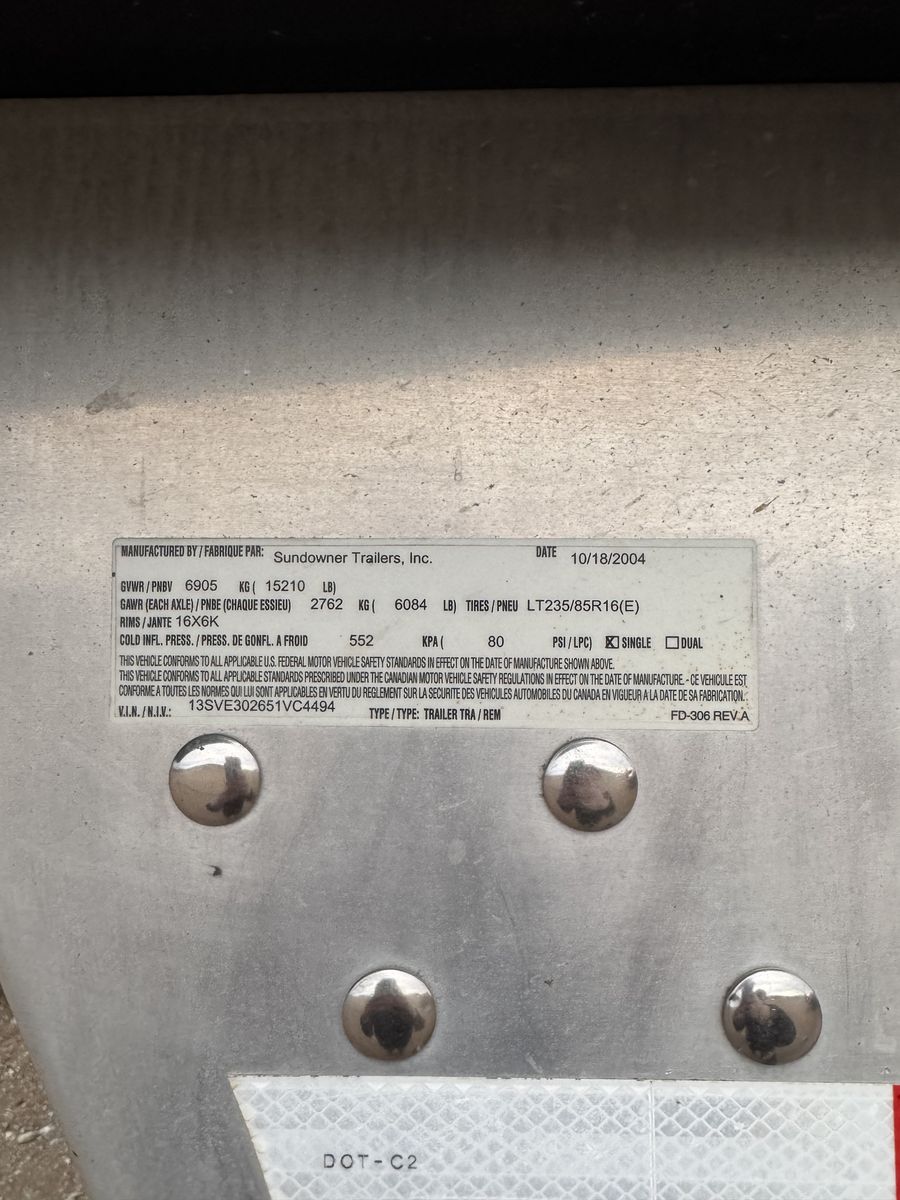 MANUFACTURED BY / FABRIQUE PAR: Sundowner Trailers, Inc. DATE 10/18/2004
GVWR / PNBV 6905 KG ( 15210 LB)
GAWR (EACH AXLE) / PNBE (CHAQUE ESSIEU) 2762 KG ( 6084 LB) TIRES / PNEU LT235/85R16(E)
RIMS / JANTE 16X6K
COLD INFL. PRESS. / PRESS. DE GONFL. A FROID 552 KPA ( 80 PSI / LPC) ☒ SINGLE ☐ DUAL
THIS VEHICLE CONFORMS TO ALL APPLICABLE U.S. FEDERAL MOTOR VEHICLE SAFETY STANDARDS IN EFFECT ON THE DATE OF MANUFACTURE SHOWN ABOVE.
THIS VEHICLE CONFORMS TO ALL APPLICABLE STANDARDS PRESCRIBED UNDER THE CANADIAN MOTOR VEHICLE SAFETY REGULATIONS IN EFFECT ON THE DATE OF MANUFACTURE. - CE VEHICULE EST
CONFORME A TOUTES LES NORMES QUI LUI SONT APPLICABLES EN VERTU DU REGLEMENT SUR LA SECURITE DES VEHICULES AUTOMOBILES DU CANADA EN VIGUEUR A LA DATE DE SA FABRICATION.
V.I.N. / N.I.V.: 13SVE302651VC4494 TYPE / TYPE: TRAILER TRA / REM FD-306 REV A
DOT-C2